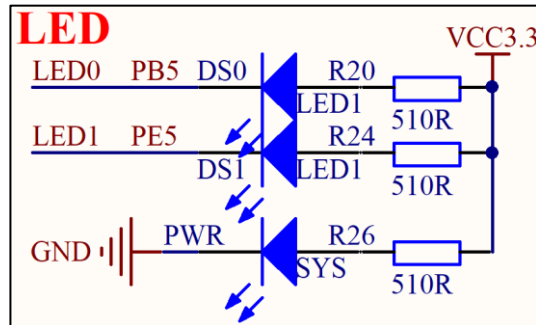 LED
VCC3.3
LED0 PB5 DS0 R20
LED1 510R
LED1 PE5 R24
DS1 LED1 510R
GND PWR R26
SYS 510R